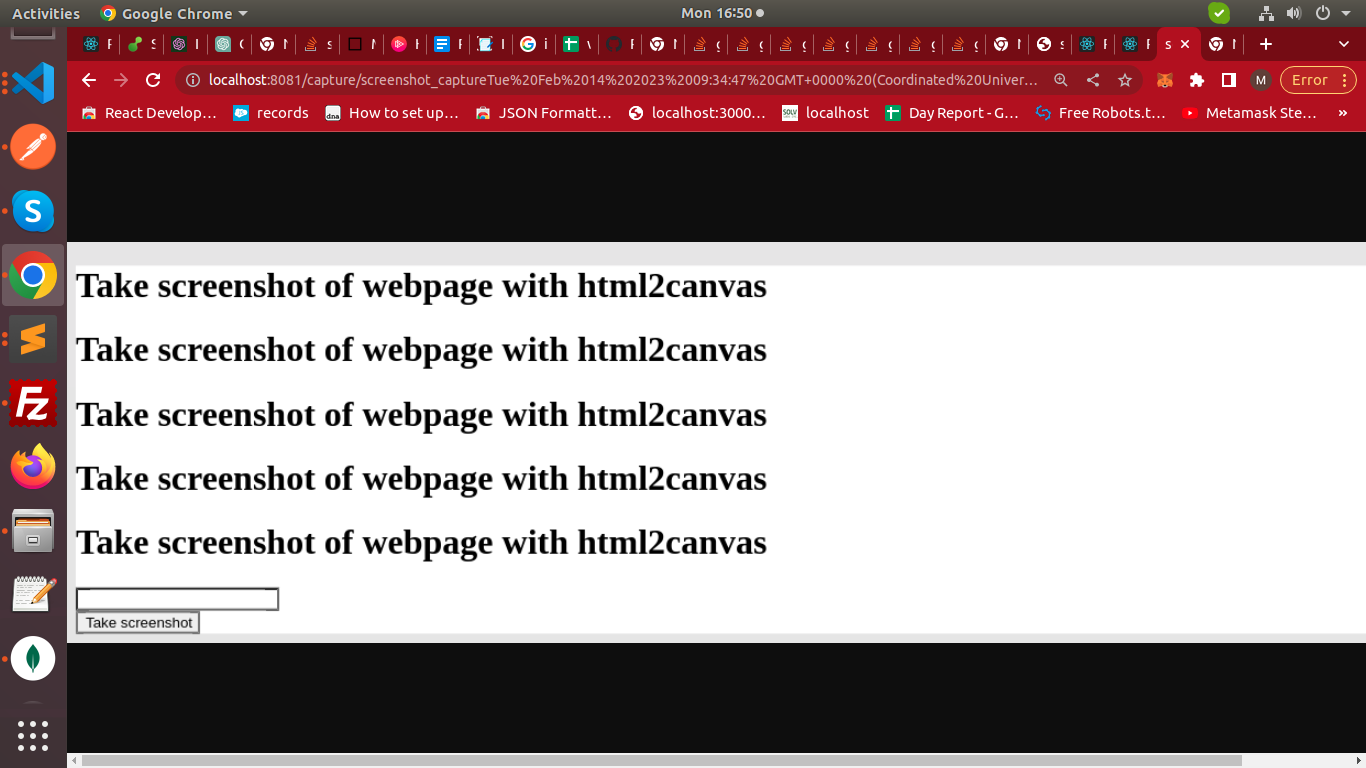 Activities Google Chrome Mon 16:50
localhost:8081/capture/screenshot_captureTue%20Feb%2014%202023%2009:34:47%20GMT+0000%20(Coordinated%20Univer… M Error
React Develop… records How to set up… JSON Formatt… localhost:3000… localhost Day Report - G… Free Robots.t… Metamask Ste… »
Take screenshot of webpage with html2canvas
Take screenshot of webpage with html2canvas
Take screenshot of webpage with html2canvas
Take screenshot of webpage with html2canvas
Take screenshot of webpage with html2canvas
Take screenshot